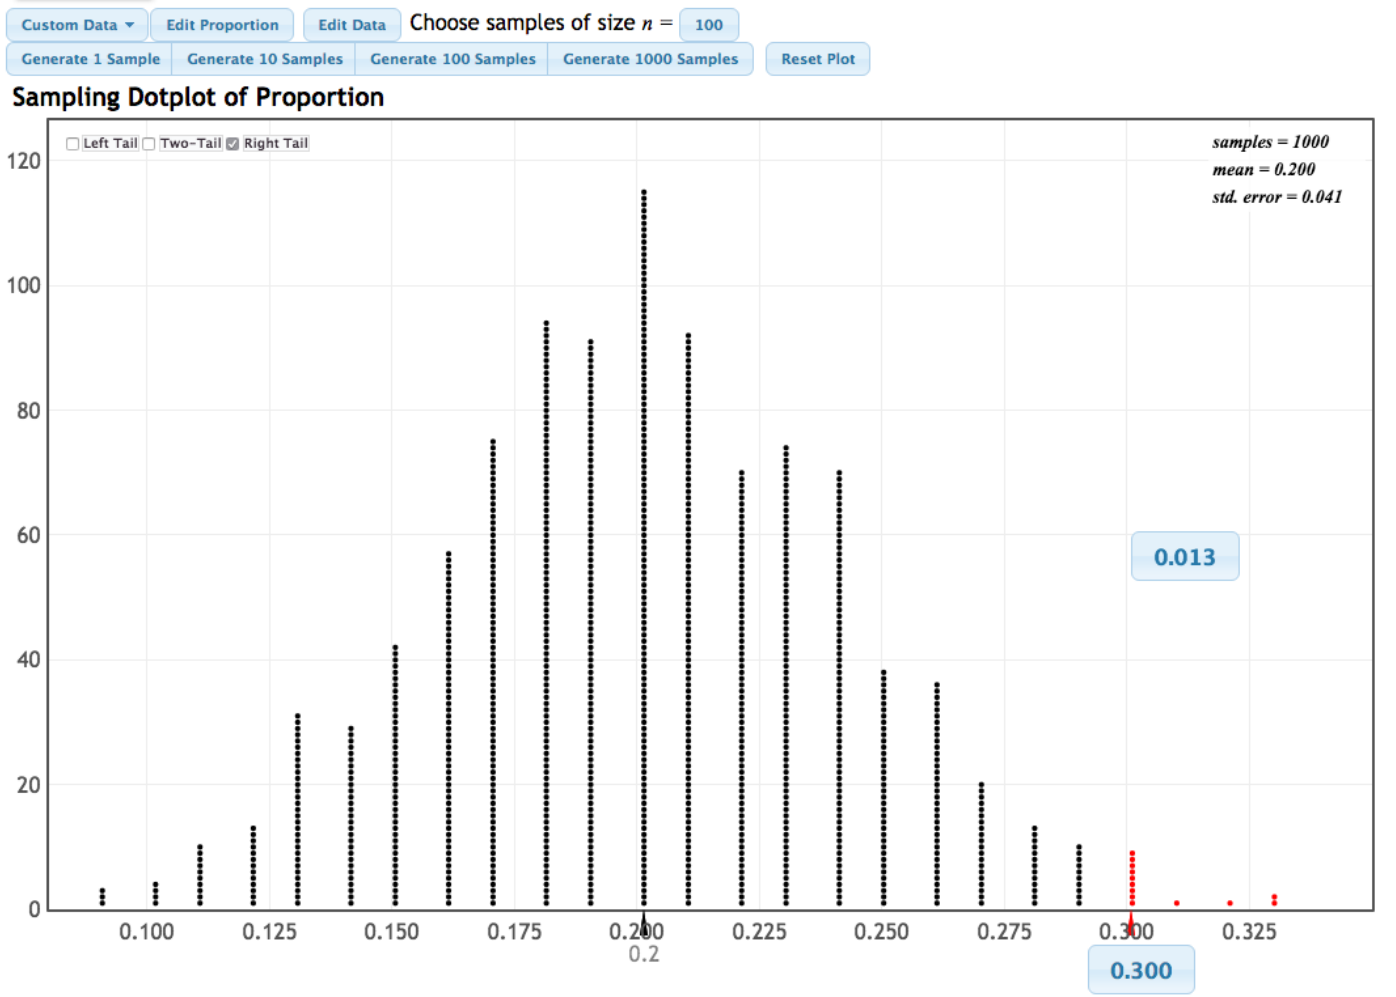 Custom Data Edit Proportion Edit Data Choose samples of size n = 100
Generate 1 Sample Generate 10 Samples Generate 100 Samples Generate 1000 Samples Reset Plot
Sampling Dotplot of Proportion
Left Tail Two-Tail Right Tail
samples = 1000
mean = 0.200
std. error = 0.041
120
100
80
60
40
20
0
0.013
0.100 0.125 0.150 0.175 0.200 0.225 0.250 0.275 0.300 0.325
0.2
0.300